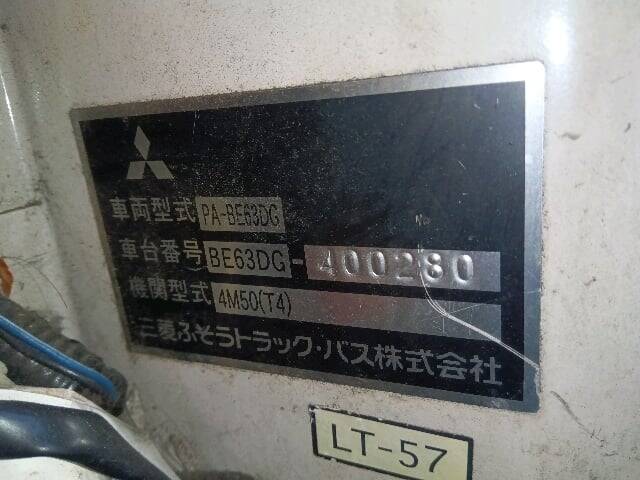 車両型式 PA-BE63DG
車台番号 BE63DG-400280
機関型式 4M50(T4)
三菱ふそうトラック・バス株式会社
LT-57